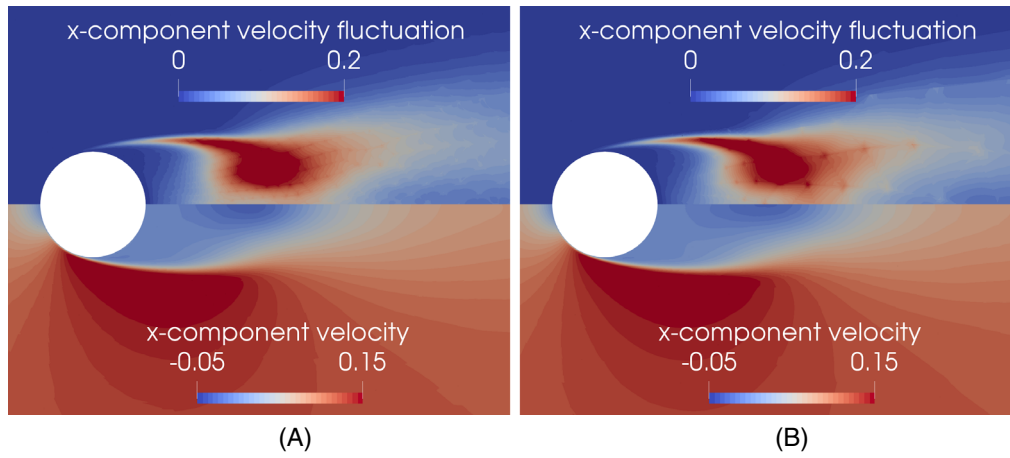 x-component velocity fluctuation
0 0.2
x-component velocity
-0.05 0.15
(A)
x-component velocity fluctuation
0 0.2
x-component velocity
-0.05 0.15
(B)